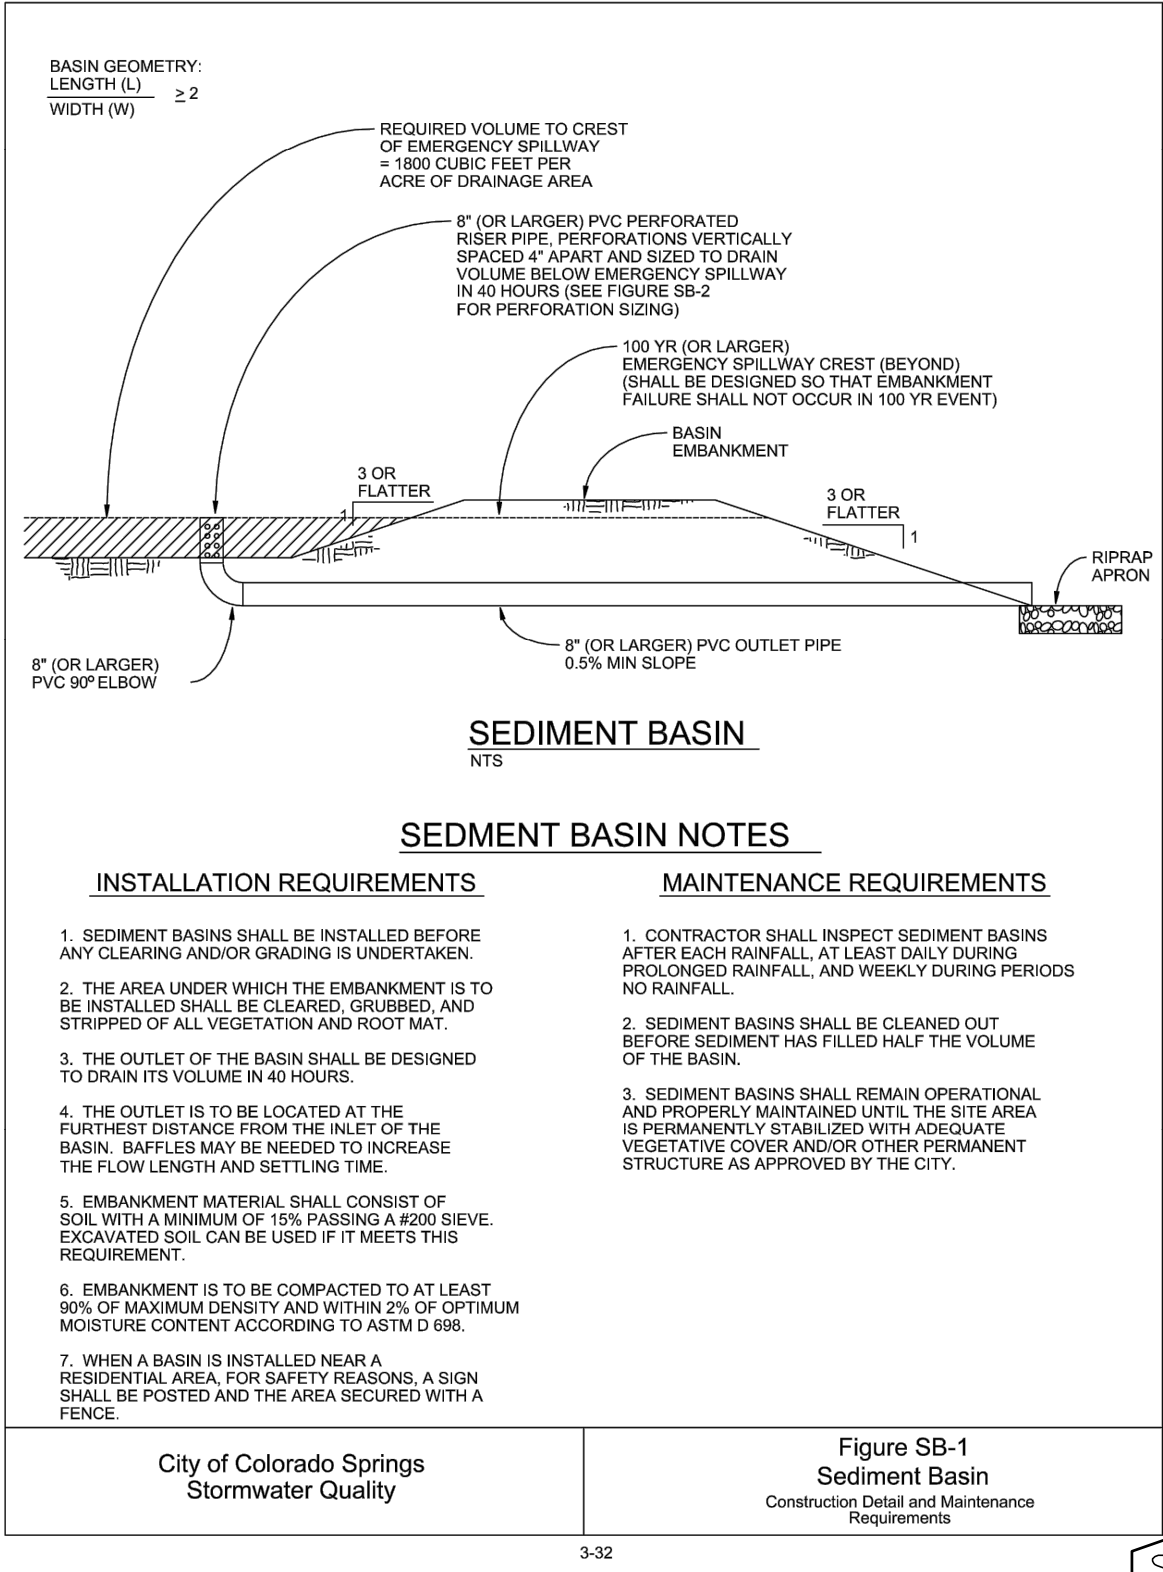 BASIN GEOMETRY:
LENGTH (L)
WIDTH (W)
≥ 2
REQUIRED VOLUME TO CREST
OF EMERGENCY SPILLWAY
= 1800 CUBIC FEET PER
ACRE OF DRAINAGE AREA
8" (OR LARGER) PVC PERFORATED
RISER PIPE, PERFORATIONS VERTICALLY
SPACED 4" APART AND SIZED TO DRAIN
VOLUME BELOW EMERGENCY SPILLWAY
IN 40 HOURS (SEE FIGURE SB-2
FOR PERFORATION SIZING)
100 YR (OR LARGER)
EMERGENCY SPILLWAY CREST (BEYOND)
(SHALL BE DESIGNED SO THAT EMBANKMENT
FAILURE SHALL NOT OCCUR IN 100 YR EVENT)
BASIN
EMBANKMENT
3 OR
FLATTER
1
3 OR
FLATTER
1
RIPRAP
APRON
8" (OR LARGER) PVC OUTLET PIPE
0.5% MIN SLOPE
8" (OR LARGER)
PVC 90º ELBOW
SEDIMENT BASIN
NTS
SEDMENT BASIN NOTES
INSTALLATION REQUIREMENTS
1. SEDIMENT BASINS SHALL BE INSTALLED BEFORE
ANY CLEARING AND/OR GRADING IS UNDERTAKEN.
2. THE AREA UNDER WHICH THE EMBANKMENT IS TO
BE INSTALLED SHALL BE CLEARED, GRUBBED, AND
STRIPPED OF ALL VEGETATION AND ROOT MAT.
3. THE OUTLET OF THE BASIN SHALL BE DESIGNED
TO DRAIN ITS VOLUME IN 40 HOURS.
4. THE OUTLET IS TO BE LOCATED AT THE
FURTHEST DISTANCE FROM THE INLET OF THE
BASIN. BAFFLES MAY BE NEEDED TO INCREASE
THE FLOW LENGTH AND SETTLING TIME.
5. EMBANKMENT MATERIAL SHALL CONSIST OF
SOIL WITH A MINIMUM OF 15% PASSING A #200 SIEVE.
EXCAVATED SOIL CAN BE USED IF IT MEETS THIS
REQUIREMENT.
6. EMBANKMENT IS TO BE COMPACTED TO AT LEAST
90% OF MAXIMUM DENSITY AND WITHIN 2% OF OPTIMUM
MOISTURE CONTENT ACCORDING TO ASTM D 698.
7. WHEN A BASIN IS INSTALLED NEAR A
RESIDENTIAL AREA, FOR SAFETY REASONS, A SIGN
SHALL BE POSTED AND THE AREA SECURED WITH A
FENCE.
MAINTENANCE REQUIREMENTS
1. CONTRACTOR SHALL INSPECT SEDIMENT BASINS
AFTER EACH RAINFALL, AT LEAST DAILY DURING
PROLONGED RAINFALL, AND WEEKLY DURING PERIODS
NO RAINFALL.
2. SEDIMENT BASINS SHALL BE CLEANED OUT
BEFORE SEDIMENT HAS FILLED HALF THE VOLUME
OF THE BASIN.
3. SEDIMENT BASINS SHALL REMAIN OPERATIONAL
AND PROPERLY MAINTAINED UNTIL THE SITE AREA
IS PERMANENTLY STABILIZED WITH ADEQUATE
VEGETATIVE COVER AND/OR OTHER PERMANENT
STRUCTURE AS APPROVED BY THE CITY.
City of Colorado Springs
Stormwater Quality
Figure SB-1
Sediment Basin
Construction Detail and Maintenance
Requirements
3-32